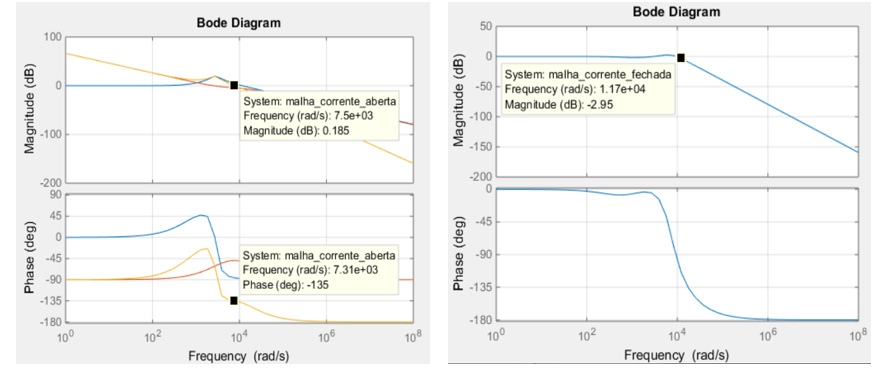 Bode Diagram
100
0
-100
-200
Magnitude (dB)
System: malha_corrente_aberta
Frequency (rad/s): 7.5e+03
Magnitude (dB): 0.185
90
45
0
-45
-90
-135
-180
Phase (deg)
System: malha_corrente_aberta
Frequency (rad/s): 7.31e+03
Phase (deg): -135
10^0
10^2
10^4
10^6
10^8
Frequency (rad/s)
Bode Diagram
50
0
-50
-100
-150
-200
Magnitude (dB)
System: malha_corrente_fechada
Frequency (rad/s): 1.17e+04
Magnitude (dB): -2.95
0
-45
-90
-135
-180
Phase (deg)
10^0
10^2
10^4
10^6
10^8
Frequency (rad/s)